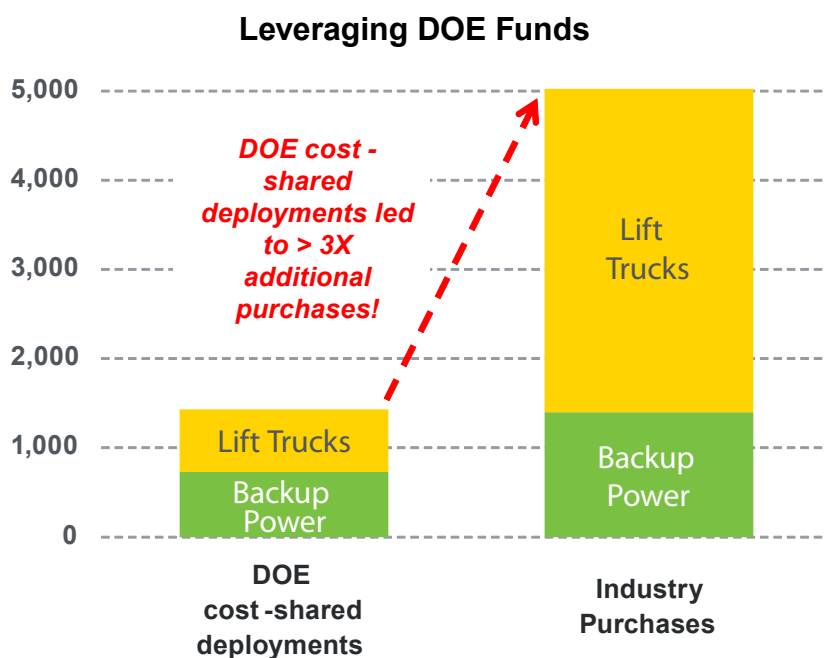 Leveraging DOE Funds
5,000
4,000
3,000
2,000
1,000
0
DOE cost -
shared
deployments led
to > 3X
additional
purchases!
Lift Trucks
Backup
Power
Lift
Trucks
Backup
Power
DOE
cost -shared
deployments
Industry
Purchases